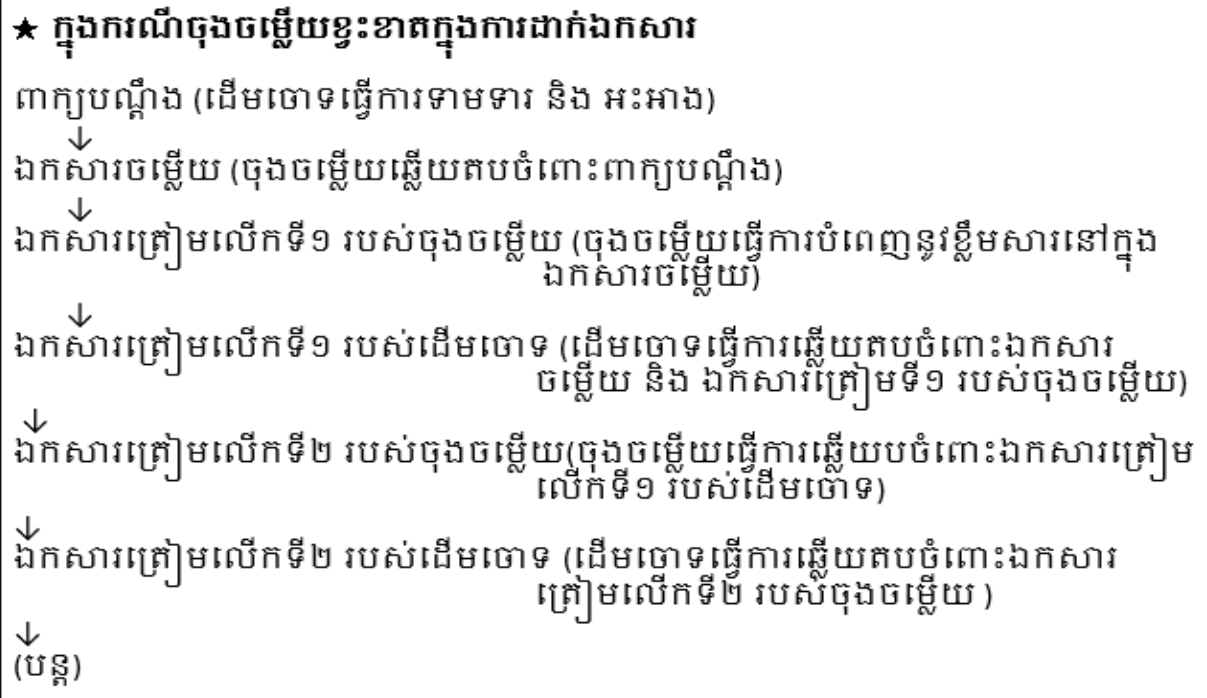 ★ ក្នុងករណីចុងចម្លើយខ្វះខាតក្នុងការដាក់ឯកសារ
ពាក្យបណ្តឹង (ដើមចោទធ្វើការទាមទារ និង អះអាង)
↓
ឯកសារចម្លើយ (ចុងចម្លើយឆ្លើយតបចំពោះពាក្យបណ្តឹង)
↓
ឯកសារត្រៀមលើកទី១ របស់ចុងចម្លើយ (ចុងចម្លើយធ្វើការបំពេញនូវខ្លឹមសារនៅក្នុង
ឯកសារចម្លើយ)
↓
ឯកសារត្រៀមលើកទី១ របស់ដើមចោទ (ដើមចោទធ្វើការឆ្លើយតបចំពោះឯកសារ
ចម្លើយ និង ឯកសារត្រៀមទី១ របស់ចុងចម្លើយ)
↓
ឯកសារត្រៀមលើកទី២ របស់ចុងចម្លើយ(ចុងចម្លើយធ្វើការឆ្លើយបចំពោះឯកសារត្រៀម
លើកទី១ របស់ដើមចោទ)
↓
ឯកសារត្រៀមលើកទី២ របស់ដើមចោទ (ដើមចោទធ្វើការឆ្លើយតបចំពោះឯកសារ
ត្រៀមលើកទី២ របស់ចុងចម្លើយ )
↓
(បន្ត)